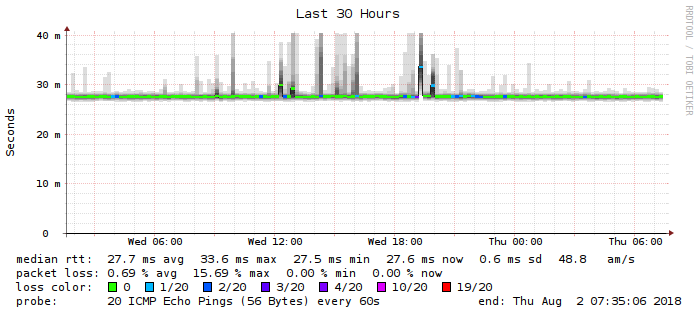 Last 30 Hours
RRDTOOL / TOBI OETIKER
Seconds
40 m
30 m
20 m
10 m
0
Wed 06:00 Wed 12:00 Wed 18:00 Thu 00:00 Thu 06:00
median rtt: 27.7 ms avg 33.6 ms max 27.5 ms min 27.6 ms now 0.6 ms sd 48.8 am/s
packet loss: 0.69 % avg 15.69 % max 0.00 % min 0.00 % now
loss color: 0 1/20 2/20 3/20 4/20 10/20 19/20
probe: 20 ICMP Echo Pings (56 Bytes) every 60s end: Thu Aug 2 07:35:06 2018